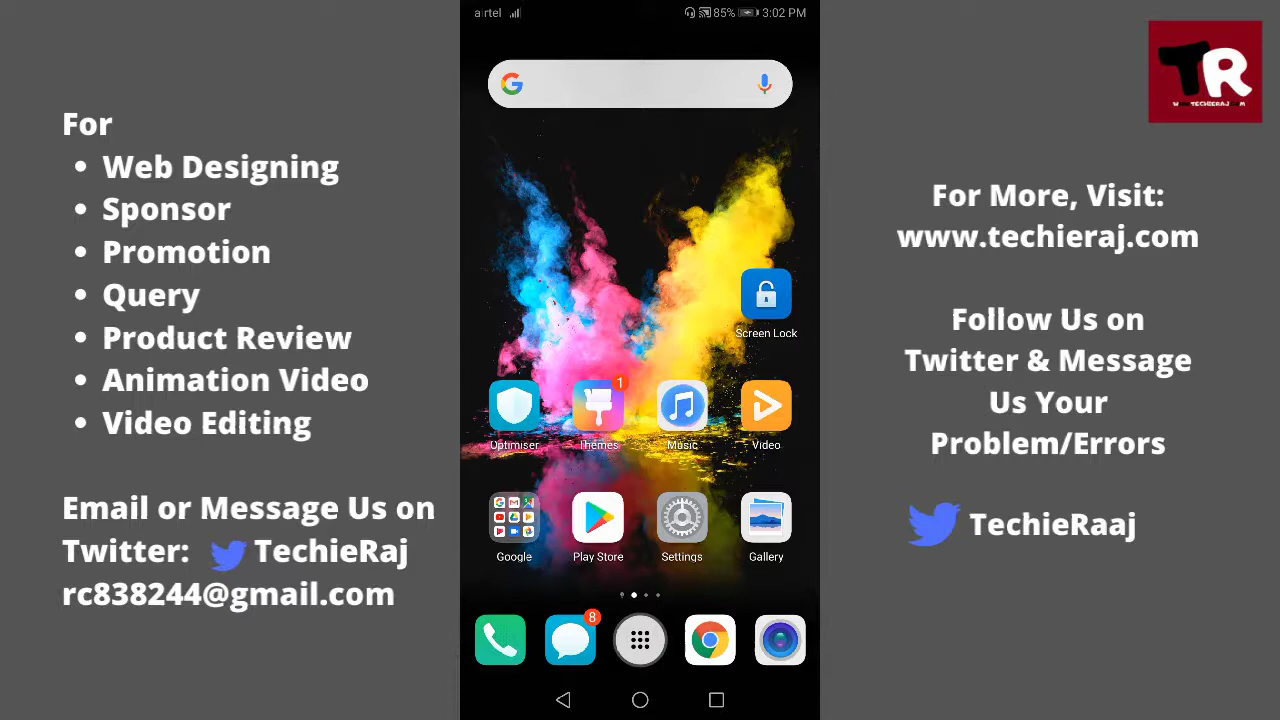 airtel
85%
3:02 PM
For
• Web Designing
• Sponsor
• Promotion
• Query
• Product Review
• Animation Video
• Video Editing
Email or Message Us on
Twitter: TechieRaj
rc838244@gmail.com
Screen Lock
1
Optimiser
Themes
Music
Video
Google
Play Store
Settings
Gallery
8
TR
WWW.TECHIERAJ.COM
For More, Visit:
www.techieraj.com
Follow Us on
Twitter & Message
Us Your
Problem/Errors
TechieRaaj